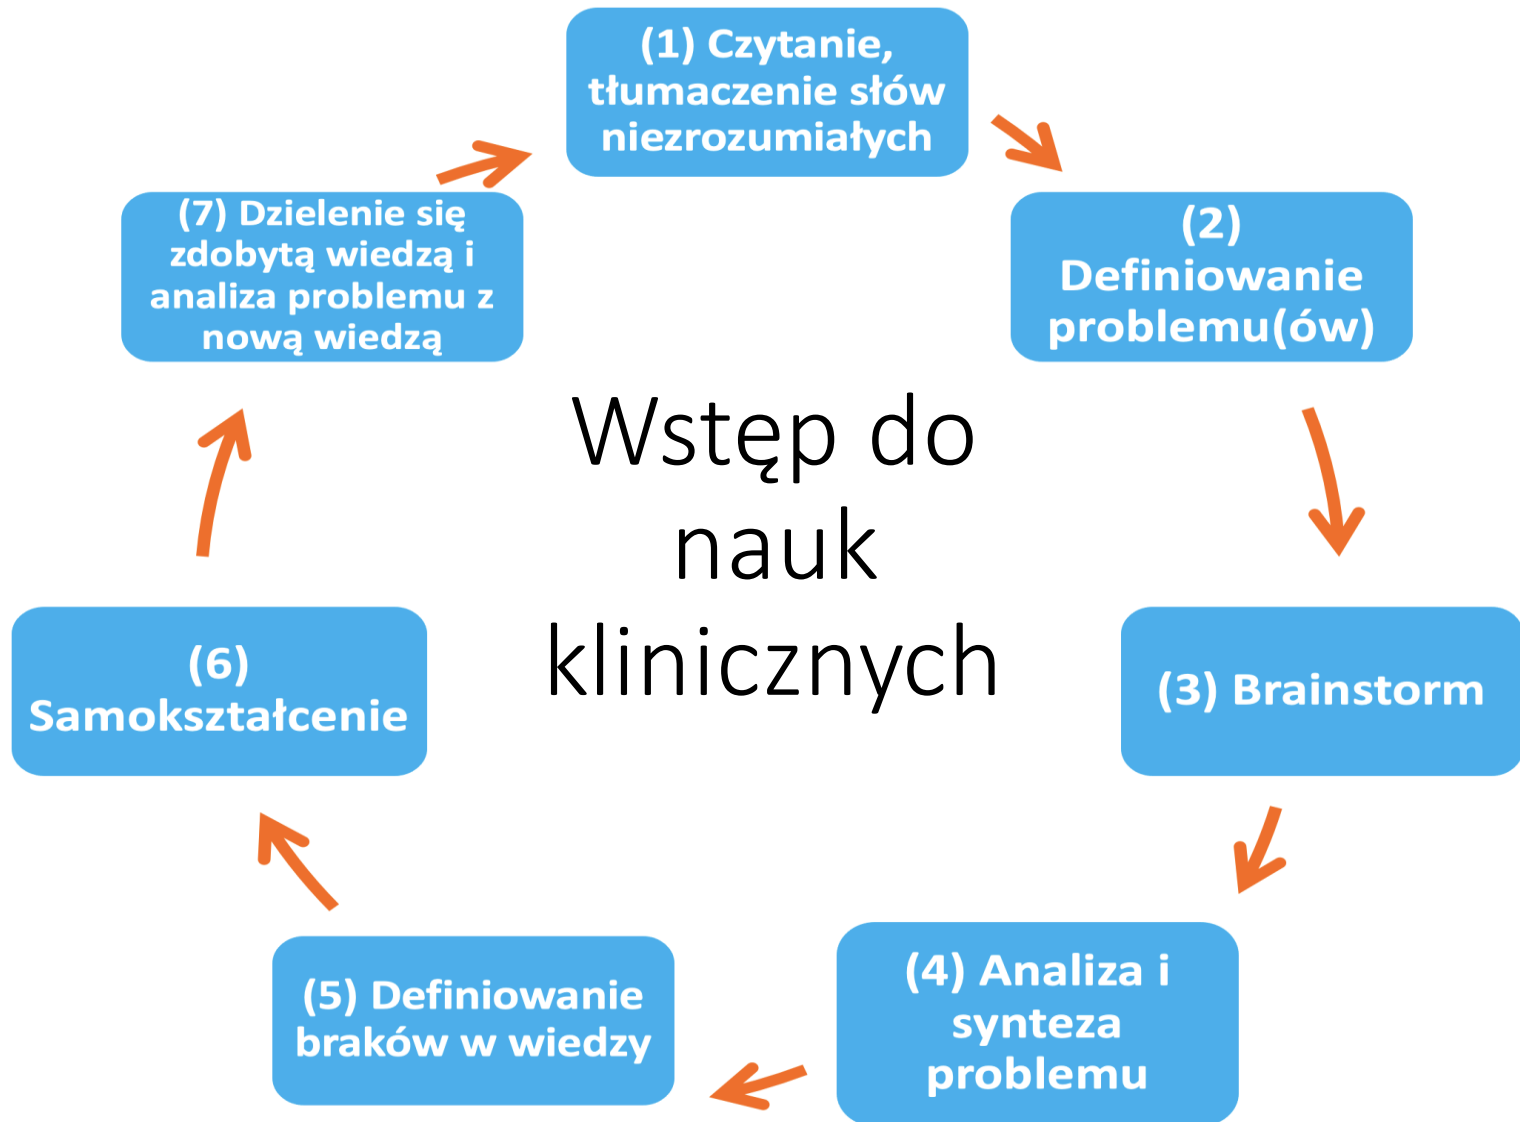 (1) Czytanie,
tłumaczenie słów
niezrozumiałych
(2)
Definiowanie
problemu(ów)
(3) Brainstorm
(4) Analiza i
synteza
problemu
(5) Definiowanie
braków w wiedzy
(6)
Samokształcenie
(7) Dzielenie się
zdobytą wiedzą i
analiza problemu z
nową wiedzą
Wstęp do
nauk
klinicznych